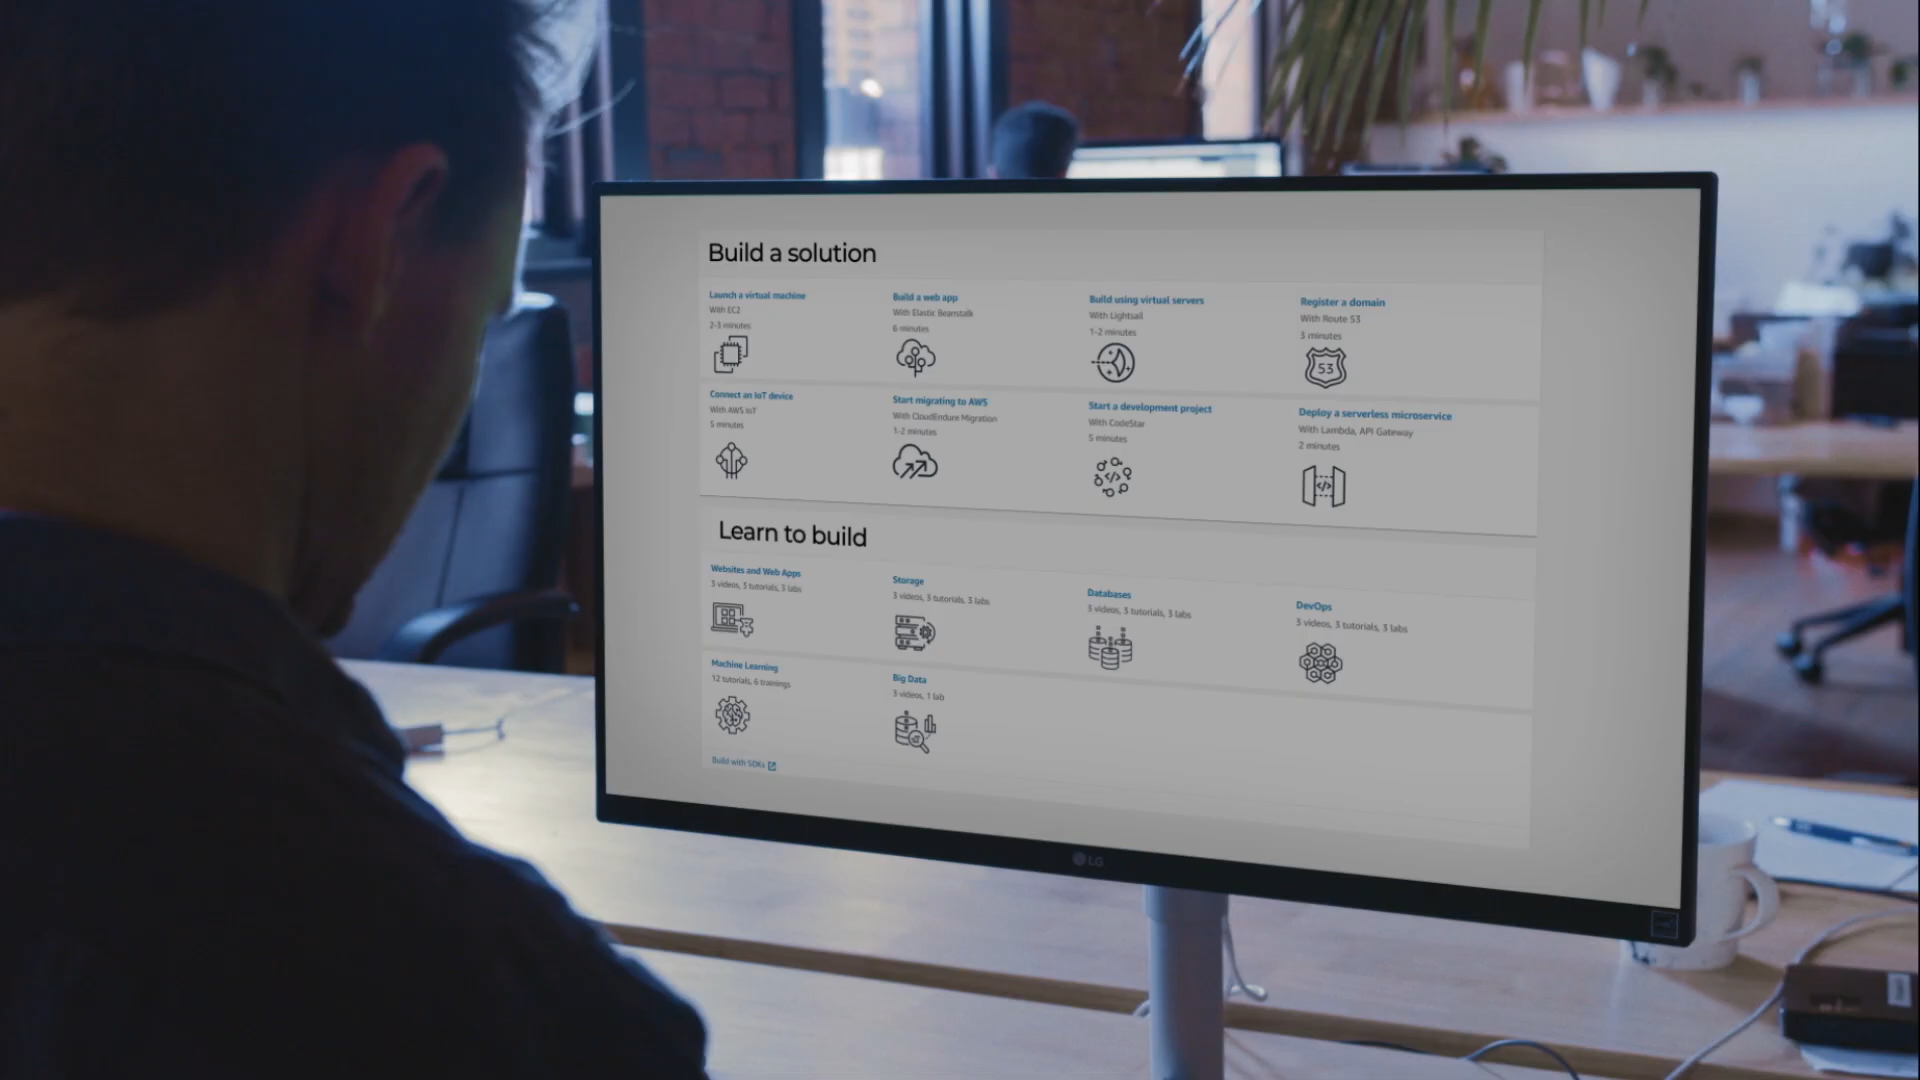 Build a solution
Launch a virtual machine
With EC2
2-3 minutes
Build a web app
With Elastic Beanstalk
6 minutes
Build using virtual servers
With Lightsail
1-2 minutes
Register a domain
With Route 53
3 minutes
53
Connect an IoT device
With AWS IoT
5 minutes
Start migrating to AWS
With CloudEndure Migration
1-2 minutes
Start a development project
With CodeStar
5 minutes
</>
Deploy a serverless microservice
With Lambda, API Gateway
2 minutes
</>
Learn to build
Websites and Web Apps
3 videos, 3 tutorials, 3 labs
Storage
3 videos, 3 tutorials, 3 labs
Databases
3 videos, 3 tutorials, 3 labs
DevOps
3 videos, 3 tutorials, 3 labs
Machine Learning
12 tutorials, 6 trainings
Big Data
3 videos, 1 lab
Build with SDKs
LG